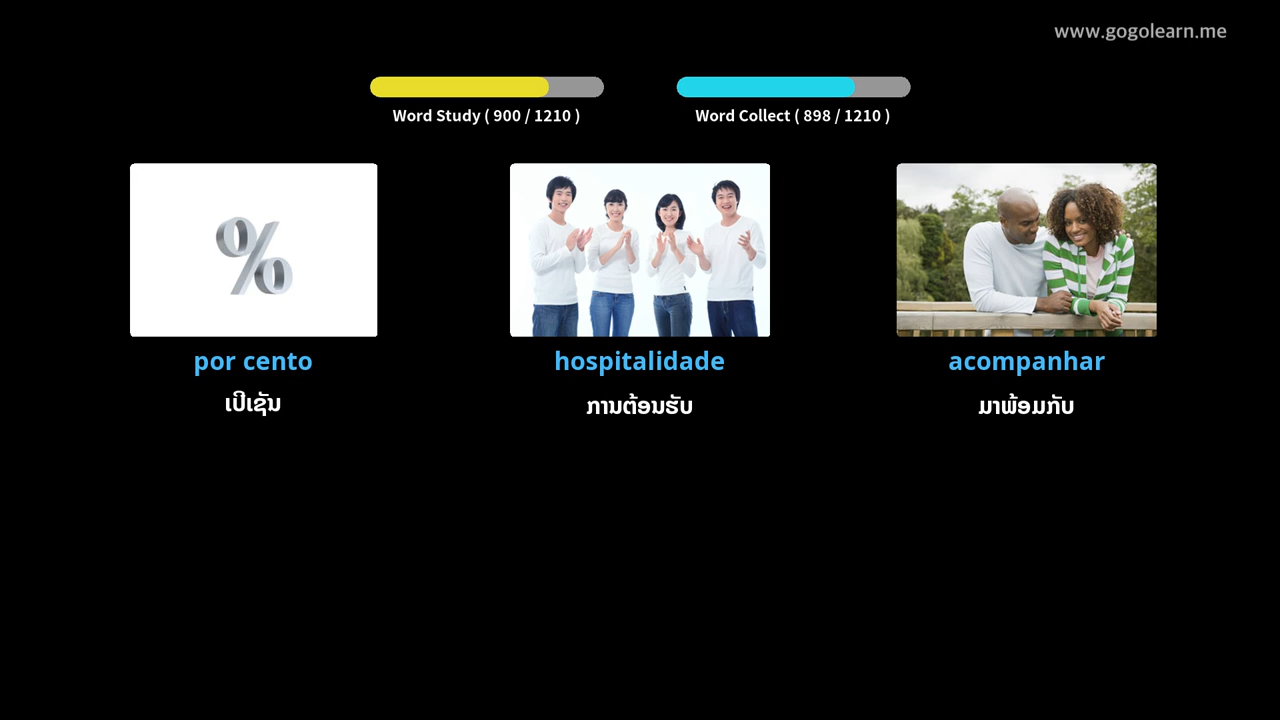 www.gogolearn.me
Word Study ( 900 / 1210 )
Word Collect ( 898 / 1210 )
%
por cento
hospitalidade
acompanhar
ເປີເຊັນ
ການຕ້ອນຮັບ
ມາພ້ອມກັບ